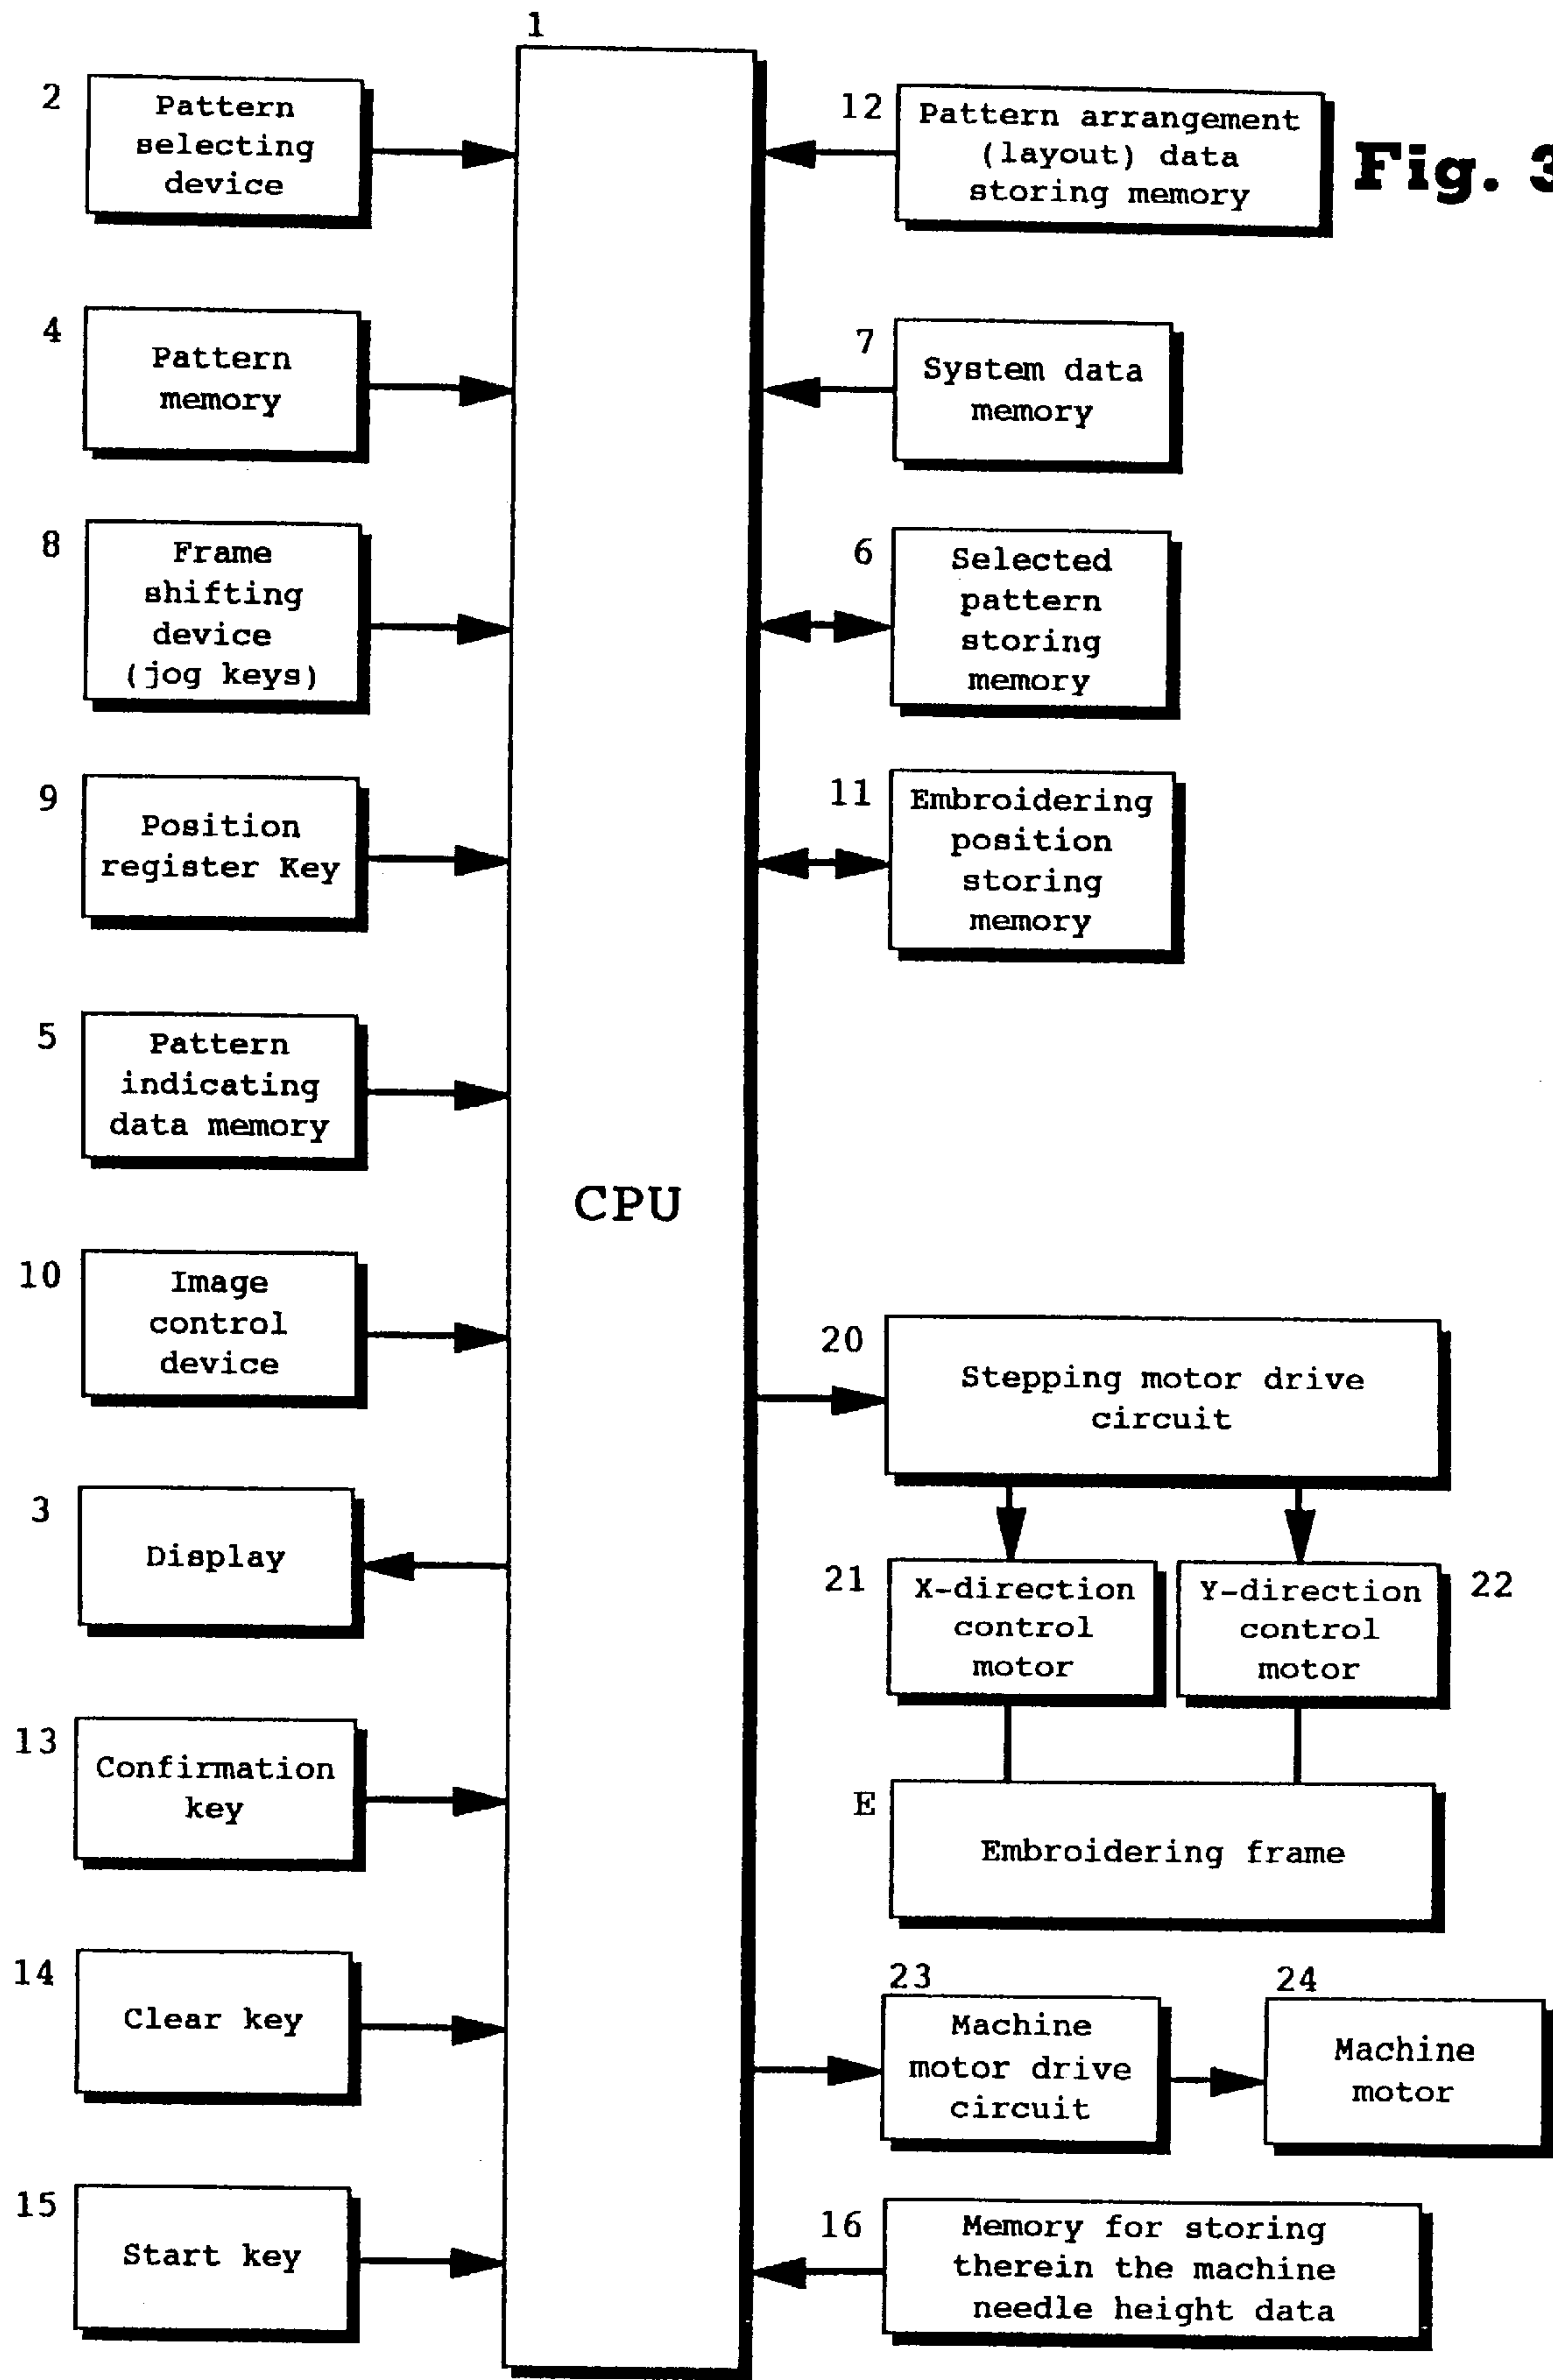 1
2
Pattern
selecting
device
4
Pattern
memory
8
Frame
shifting
device
(jog keys)
9
Position
register Key
5
Pattern
indicating
data memory
10
Image
control
device
3
Display
13
Confirmation
key
14
Clear key
15
Start key
CPU
12
Pattern arrangement
(layout) data
storing memory
Fig. 3
7
System data
memory
6
Selected
pattern
storing
memory
11
Embroidering
position
storing
memory
20
Stepping motor drive
circuit
21
X-direction
control
motor
Y-direction
control
motor
22
E
Embroidering frame
23
Machine
motor drive
circuit
24
Machine
motor
16
Memory for storing
therein the machine
needle height data